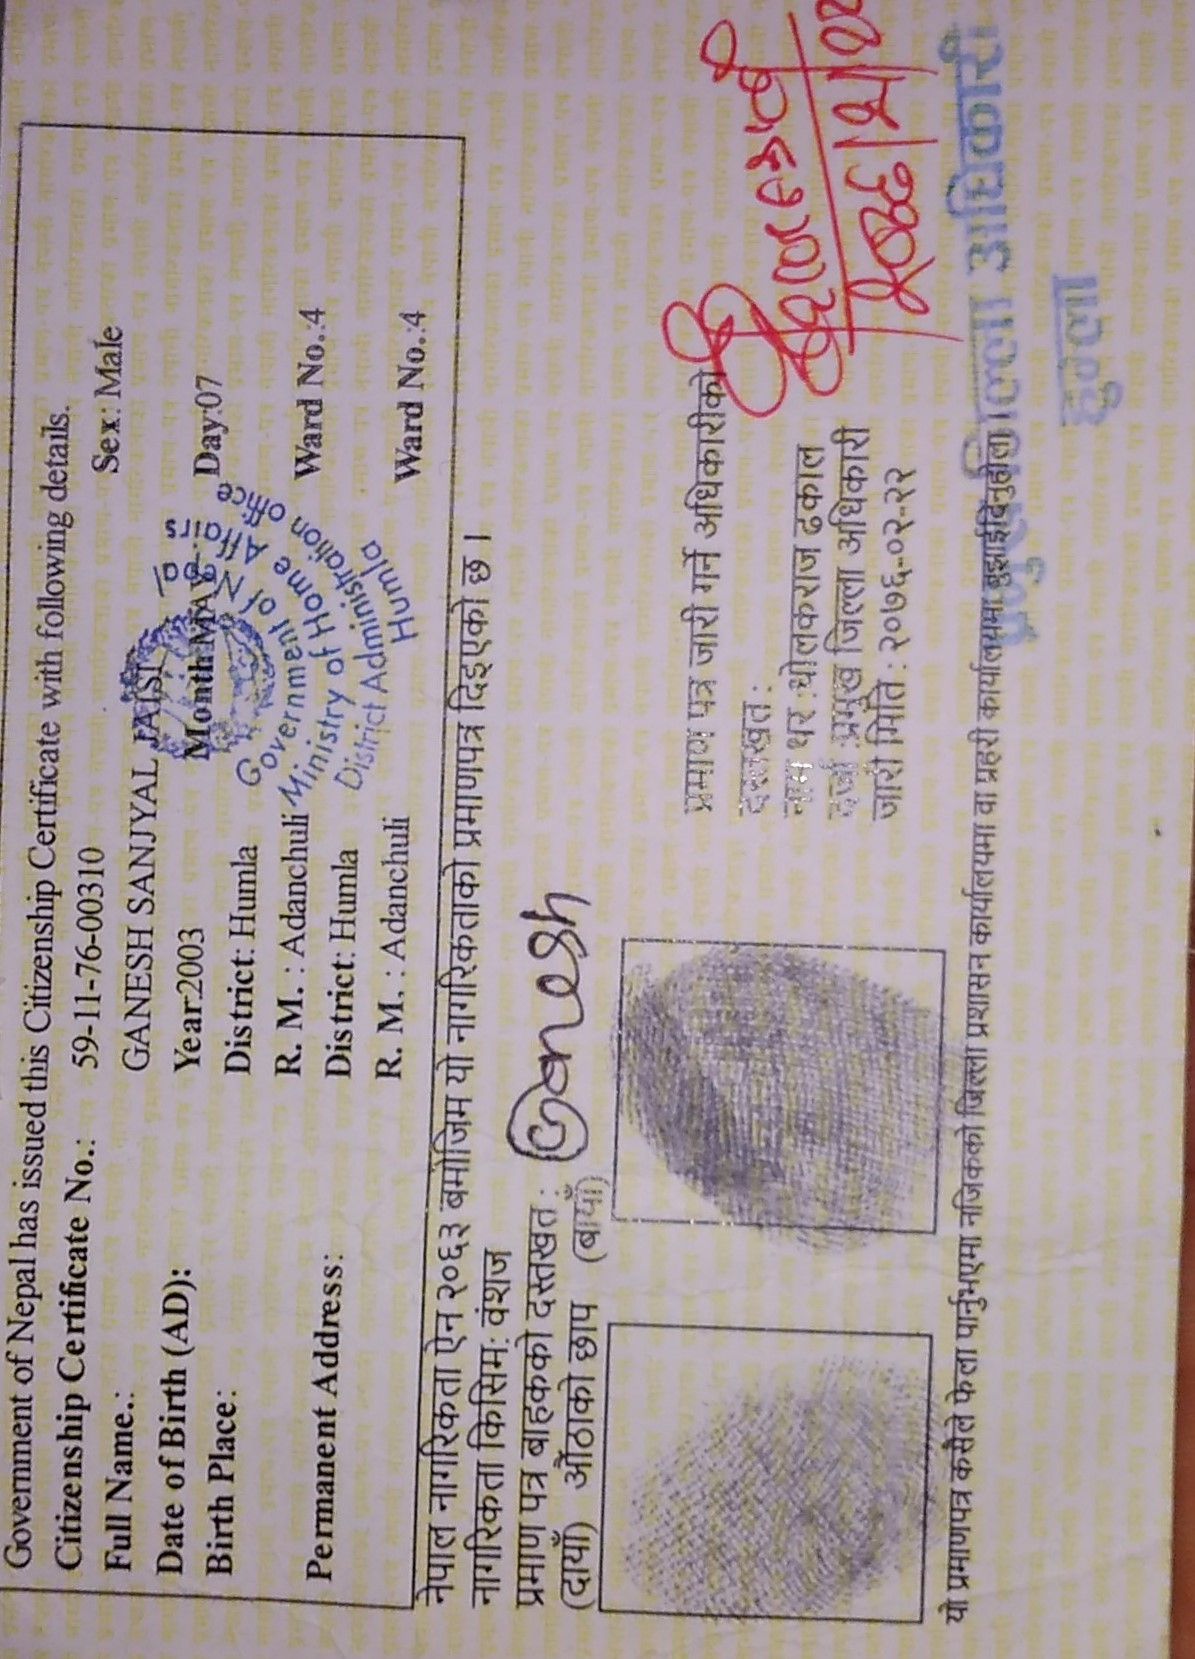 Government of Nepal has issued this Citizenship Certificate with following details.
Citizenship Certificate No.: 59-11-76-00310 Sex: Male
Full Name.: GANESH SANJYAL JAISI
Date of Birth (AD): Year:2003 Month:MAY Day:07
Birth Place: District: Humla
R. M. : Adanchuli Ward No.:4
Permanent Address: District: Humla
R. M. : Adanchuli Ward No.:4
Government of Nepal
Ministry of Home Affairs
District Administration office
Humla
नेपाल नागरिकता ऐन २०६३ बमोजिम यो नागरिकताको प्रमाणपत्र दिइएको छ ।
नागरिकता किसिम: वंशज
प्रमाण पत्र बाहकको दस्तखत: Ganesh
(दायाँ) औंठाको छाप (बायाँ)
प्रमाण पत्र जारी गर्ने अधिकारीको
दस्तखत :
नाम थर : ढकाल
दर्जा :प्रमुख जिल्ला अधिकारी
जारी मिति : २०७६-०२-२२
प्रमुख जिल्ला अधिकारी
हुम्ला
यो प्रमाणपत्र कसैले फेला पार्नुभएमा नजिकको जिल्ला प्रशासन कार्यालयमा वा प्रहरी कार्यालयमा बुझाईदिनुहोला ।